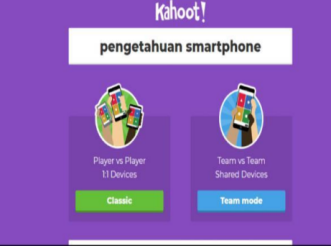 Kahoot!
pengetahuan smartphone
Player vs Player
1:1 Devices
Classic
Team vs Team
Shared Devices
Team mode